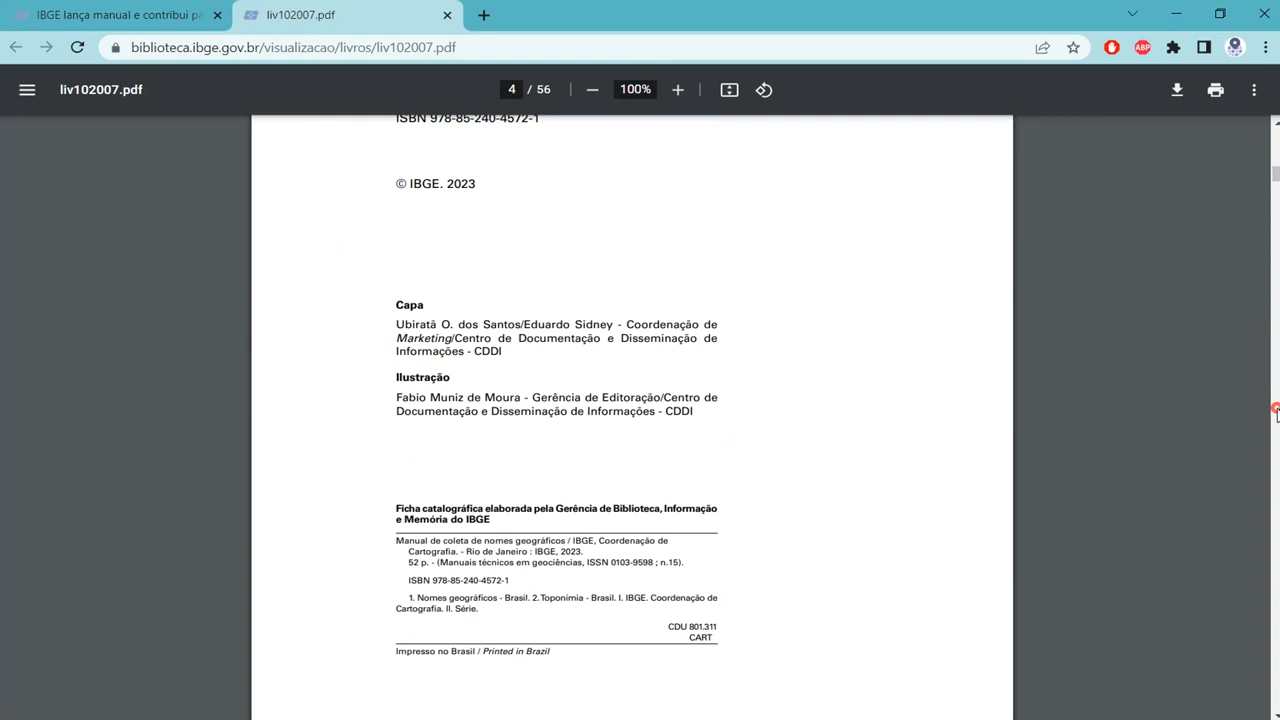 IBGE lança manual e contribui pa
liv102007.pdf
biblioteca.ibge.gov.br/visualizacao/livros/liv102007.pdf
ABP
liv102007.pdf
4 / 56
100%
ISBN 978-85-240-4572-1
© IBGE. 2023
Capa
Ubiratã O. dos Santos/Eduardo Sidney - Coordenação de
Marketing/Centro de Documentação e Disseminação de
Informações - CDDI
Ilustração
Fabio Muniz de Moura - Gerência de Editoração/Centro de
Documentação e Disseminação de Informações - CDDI
Ficha catalográfica elaborada pela Gerência de Biblioteca, Informação
e Memória do IBGE
Manual de coleta de nomes geográficos / IBGE, Coordenação de
Cartografia. - Rio de Janeiro : IBGE, 2023.
52 p. - (Manuais técnicos em geociências, ISSN 0103-9598 ; n.15).
ISBN 978-85-240-4572-1
1. Nomes geográficos - Brasil. 2. Toponímia - Brasil. I. IBGE. Coordenação de
Cartografia. II. Série.
CDU 801.311
CART
Impresso no Brasil / Printed in Brazil